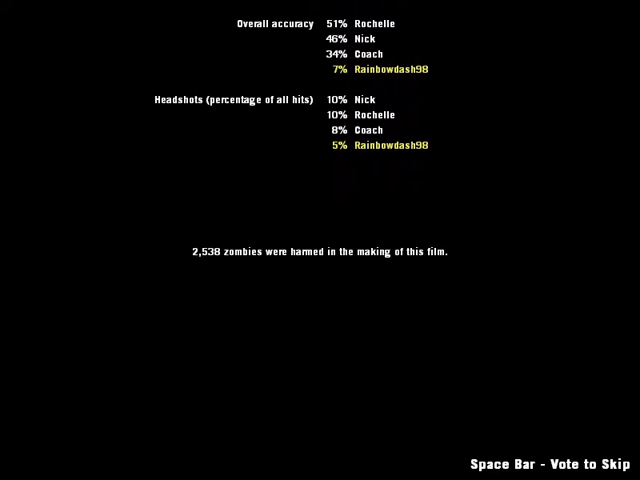 Overall accuracy 51% Rochelle
46% Nick
34% Coach
7% Rainbowdash98
Headshots (percentage of all hits) 10% Nick
10% Rochelle
8% Coach
5% Rainbowdash98
2,538 zombies were harmed in the making of this film.
Space Bar - Vote to Skip